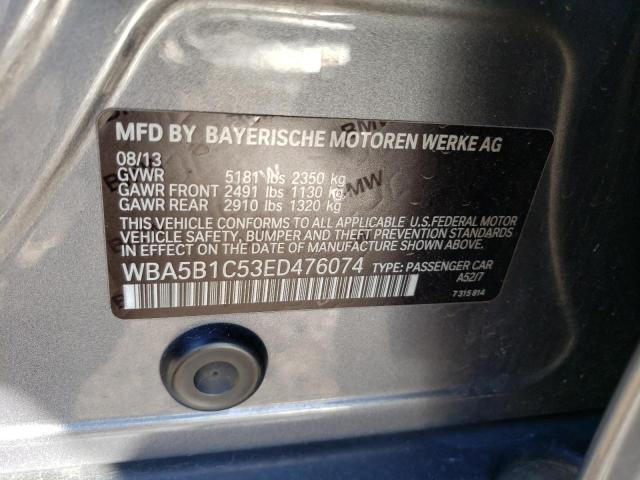 MFD BY BAYERISCHE MOTOREN WERKE AG
08/13
GVWR 5181 lbs 2350 kg
GAWR FRONT 2491 lbs 1130 kg
GAWR REAR 2910 lbs 1320 kg
THIS VEHICLE CONFORMS TO ALL APPLICABLE U.S. FEDERAL MOTOR
VEHICLE SAFETY, BUMPER AND THEFT PREVENTION STANDARDS
IN EFFECT ON THE DATE OF MANUFACTURE SHOWN ABOVE.
WBA5B1C53ED476074 TYPE: PASSENGER CAR
A52/7
7 315 814